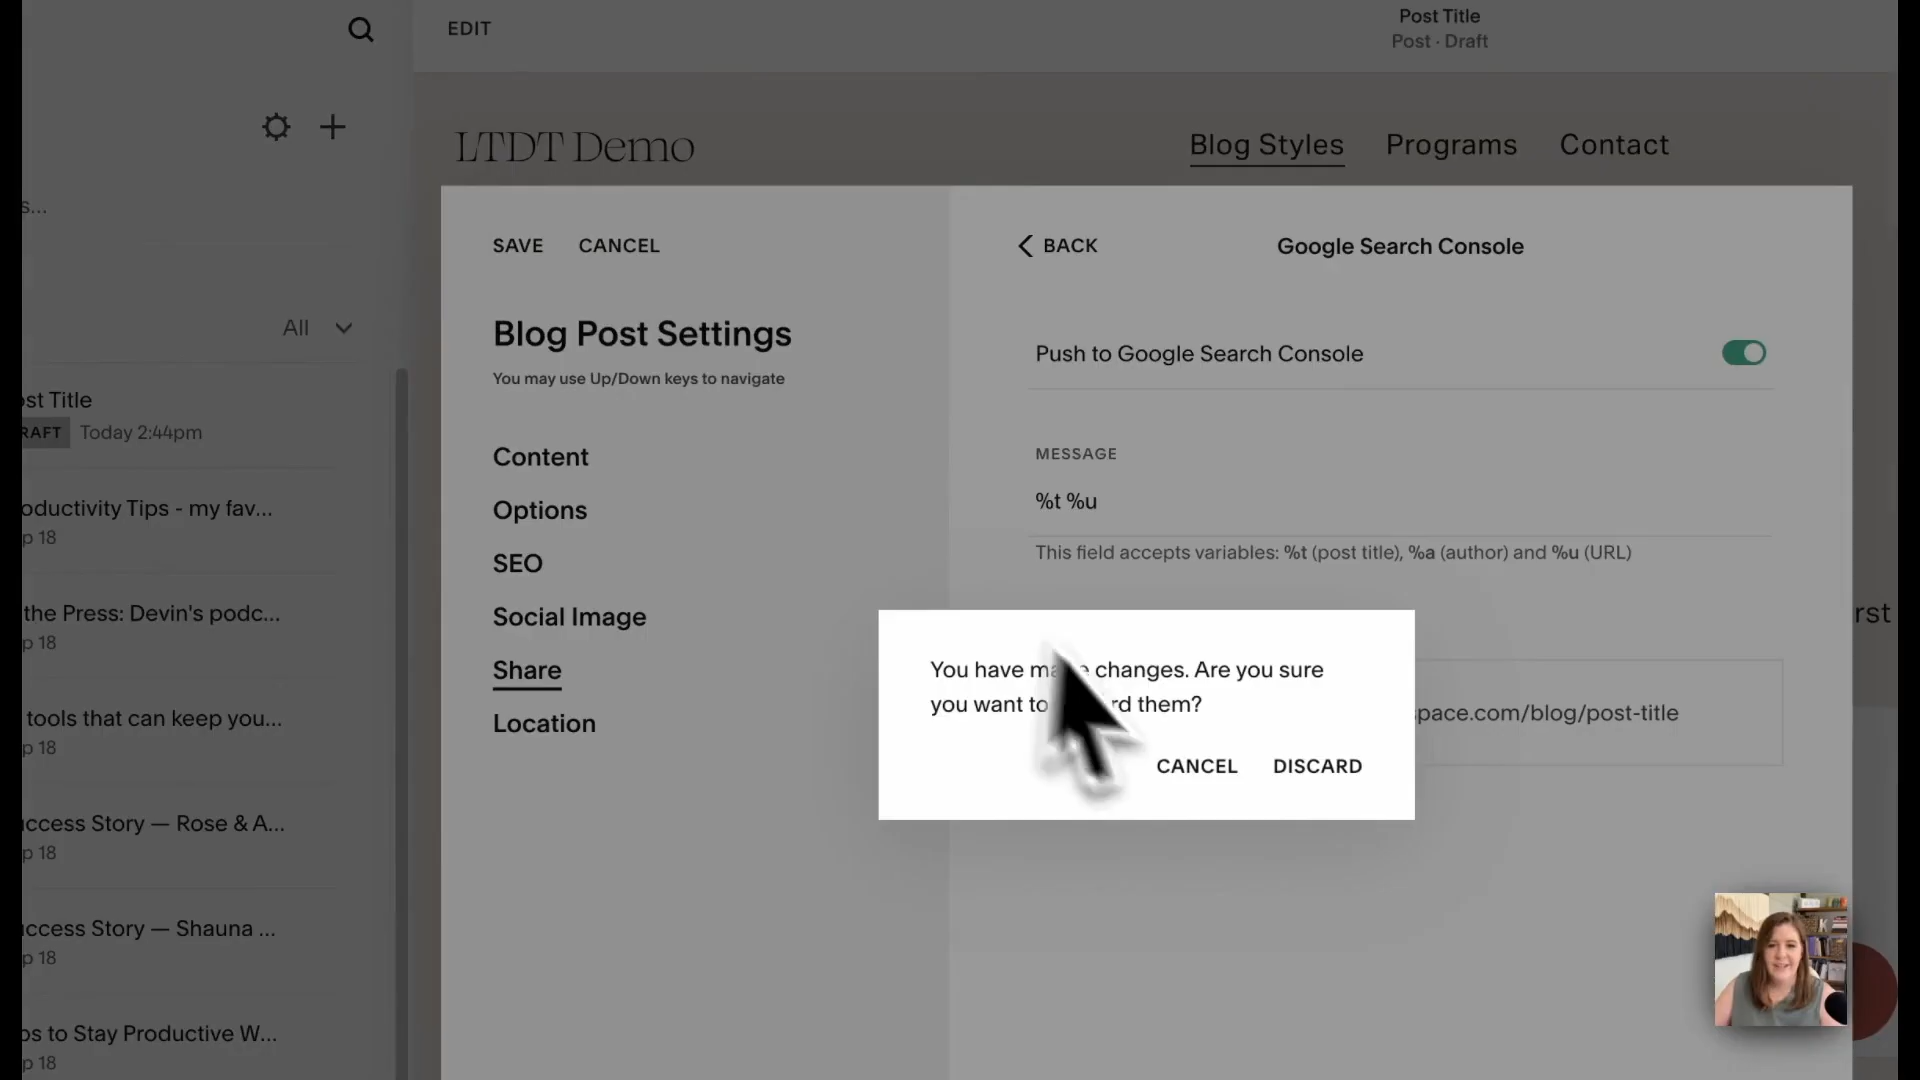 EDIT
Post Title
Post · Draft
LTDT Demo
Blog Styles
Programs
Contact
s...
All
ost Title
RAFT Today 2:44pm
oductivity Tips - my fav...
p 18
the Press: Devin's podc...
p 18
tools that can keep you...
p 18
ccess Story — Rose & A...
p 18
ccess Story — Shauna ...
p 18
os to Stay Productive W...
p 18
SAVE CANCEL
Blog Post Settings
You may use Up/Down keys to navigate
Content
Options
SEO
Social Image
Share
Location
BACK
Google Search Console
Push to Google Search Console
MESSAGE
%t %u
This field accepts variables: %t (post title), %a (author) and %u (URL)
You have changes. Are you sure
you want to them?
CANCEL DISCARD
space.com/blog/post-title
rst